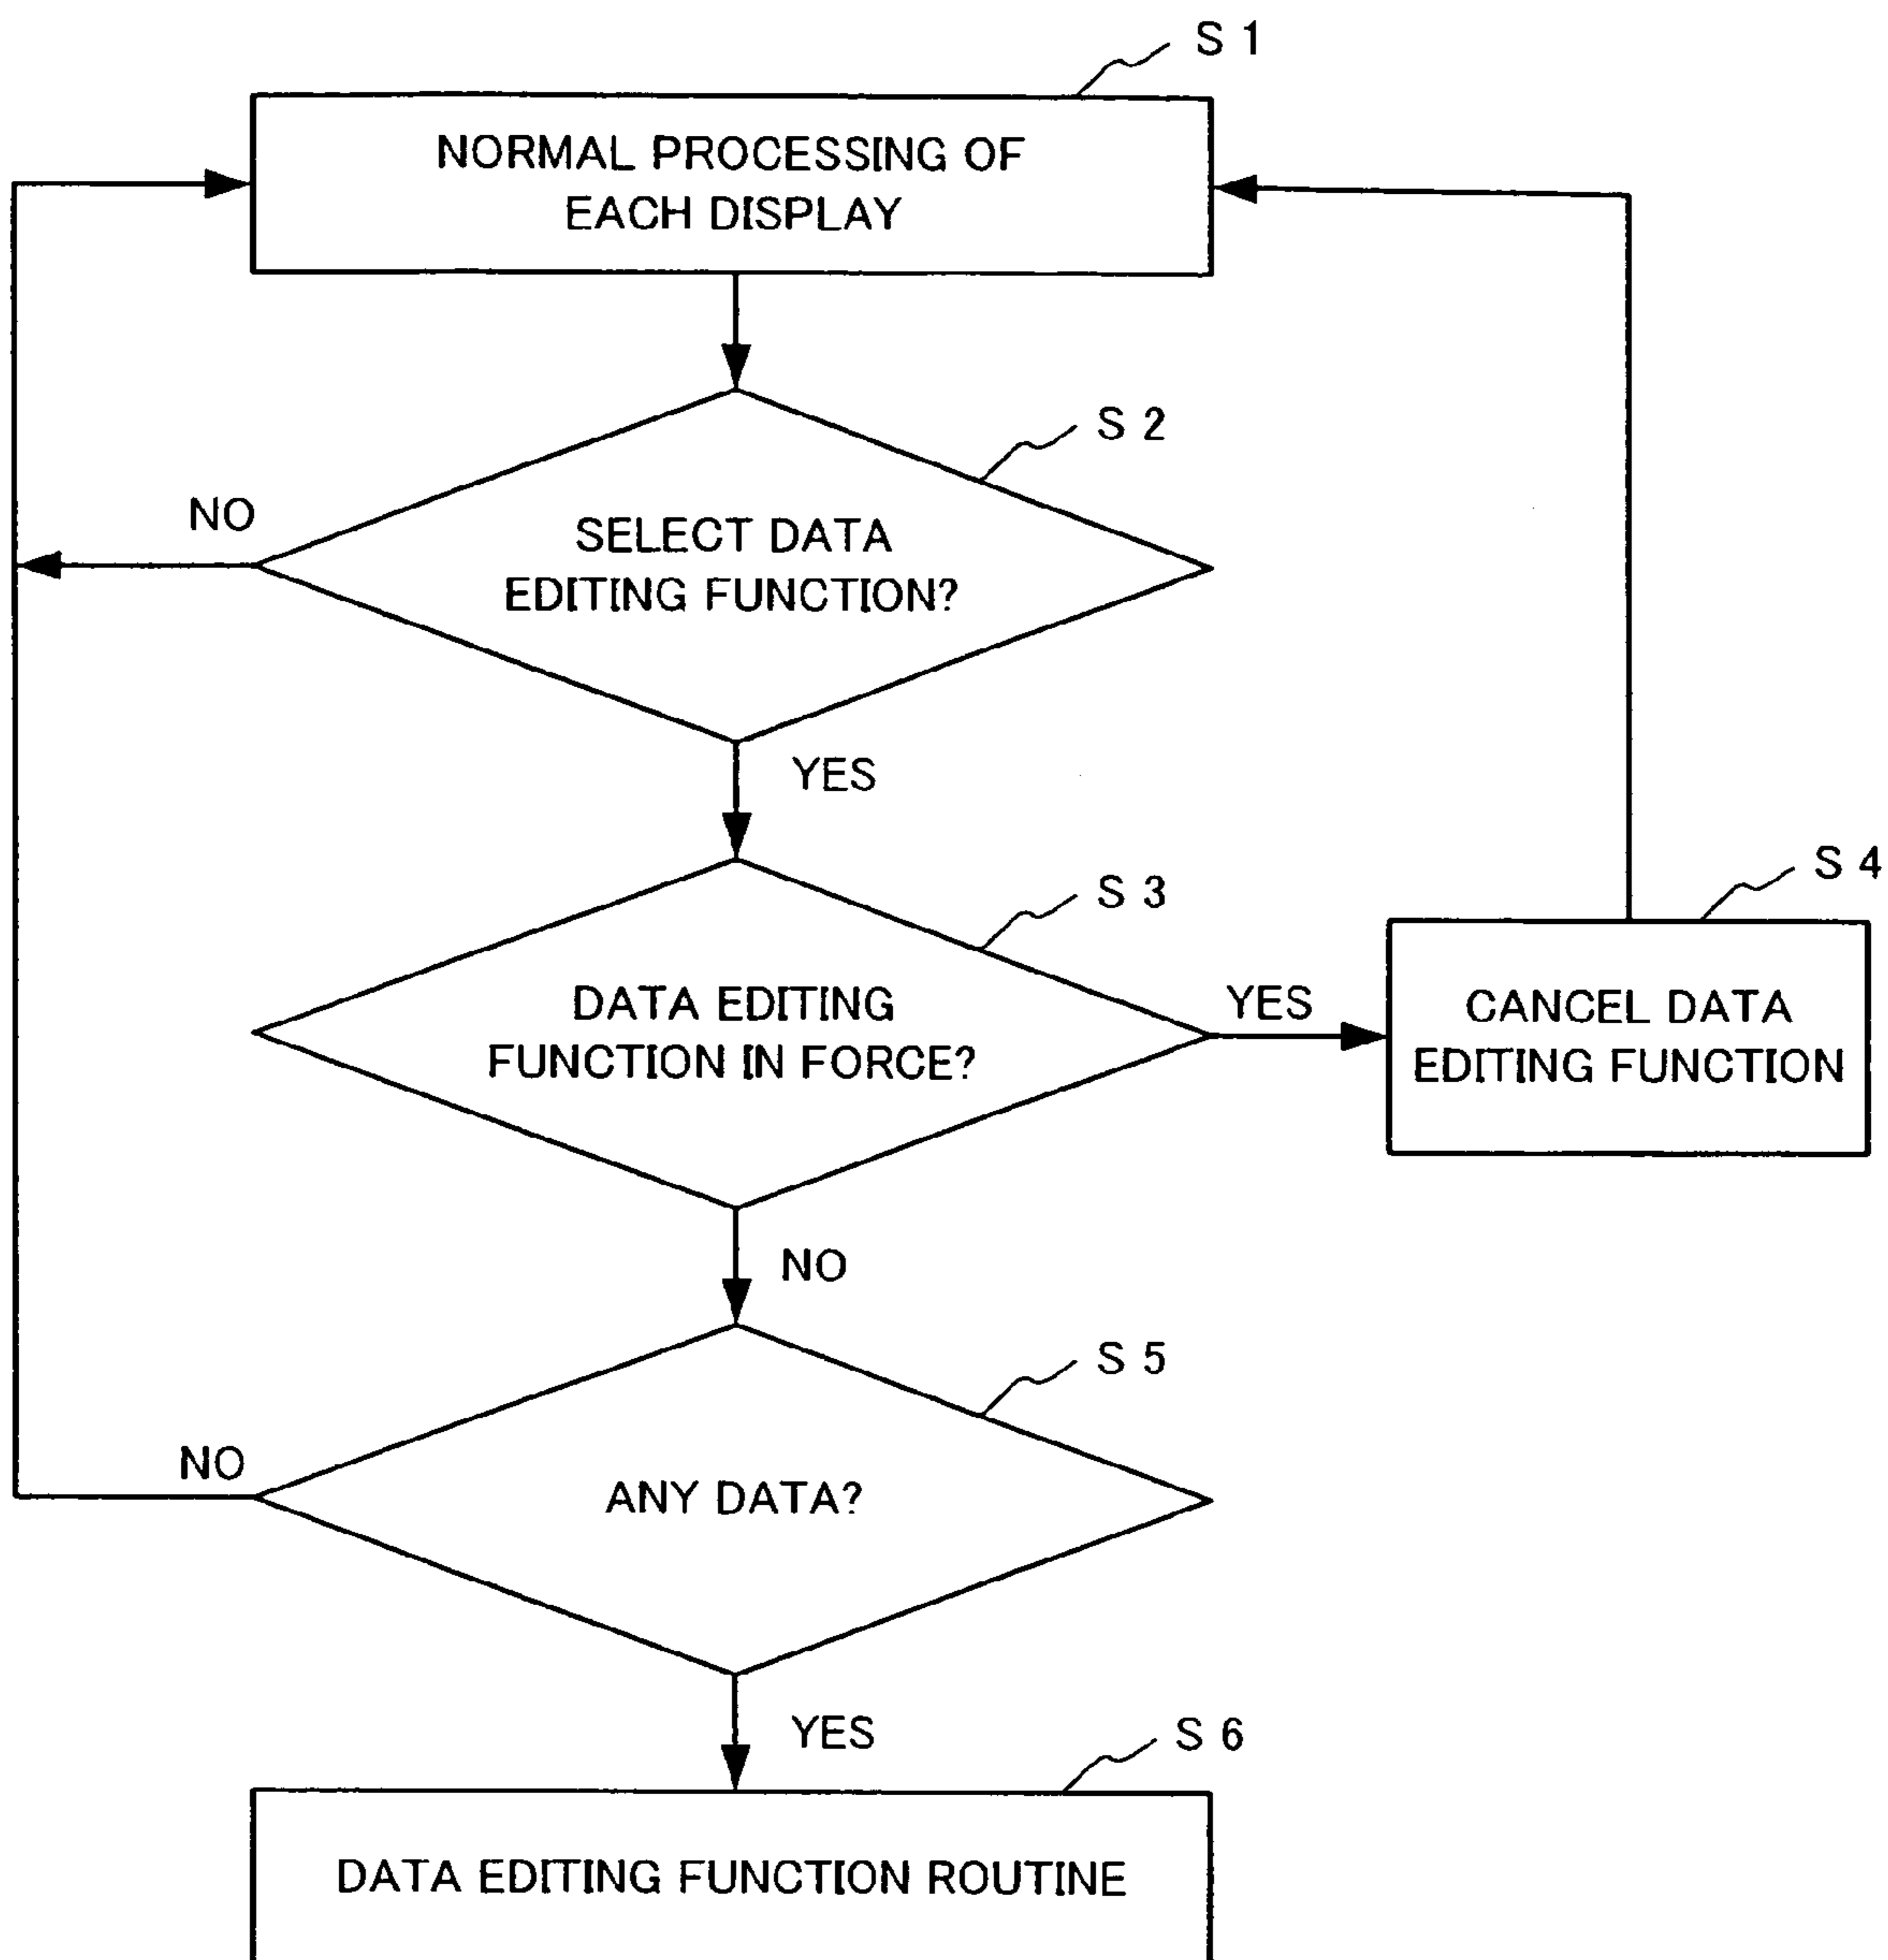 S 1
NORMAL PROCESSING OF
EACH DISPLAY
S 2
NO
SELECT DATA
EDITING FUNCTION?
YES
S 3
S 4
DATA EDITING
FUNCTION IN FORCE?
YES
CANCEL DATA
EDITING FUNCTION
NO
S 5
NO
ANY DATA?
YES
S 6
DATA EDITING FUNCTION ROUTINE